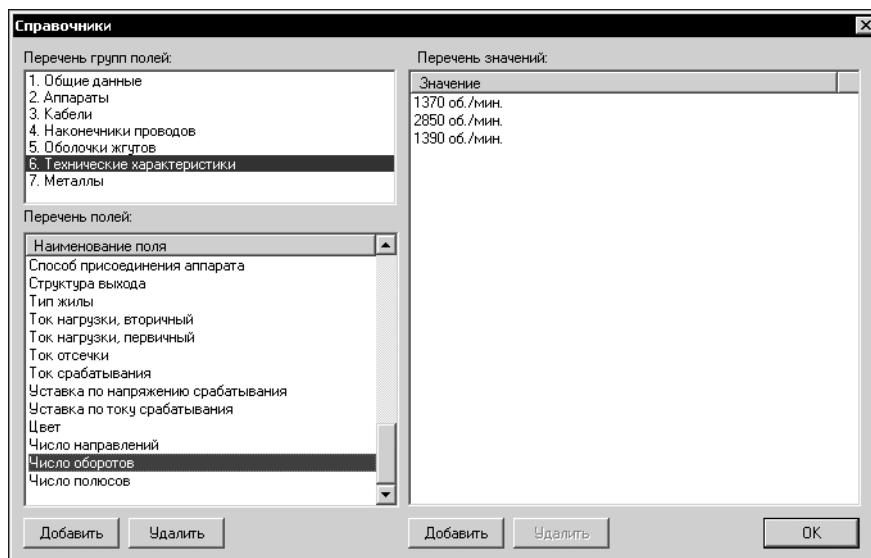 Справочники
Перечень групп полей:
1. Общие данные
2. Аппараты
3. Кабели
4. Наконечники проводов
5. Оболочки жгутов
6. Технические характеристики
7. Металлы
Перечень полей:
Наименование поля
Способ присоединения аппарата
Структура выхода
Тип жилы
Ток нагрузки, вторичный
Ток нагрузки, первичный
Ток отсечки
Ток срабатывания
Уставка по напряжению срабатывания
Уставка по току срабатывания
Цвет
Число направлений
Число оборотов
Число полюсов
Добавить Удалить
Перечень значений:
Значение
1370 об./мин.
2850 об./мин.
1390 об./мин.
Добавить Удалить OK